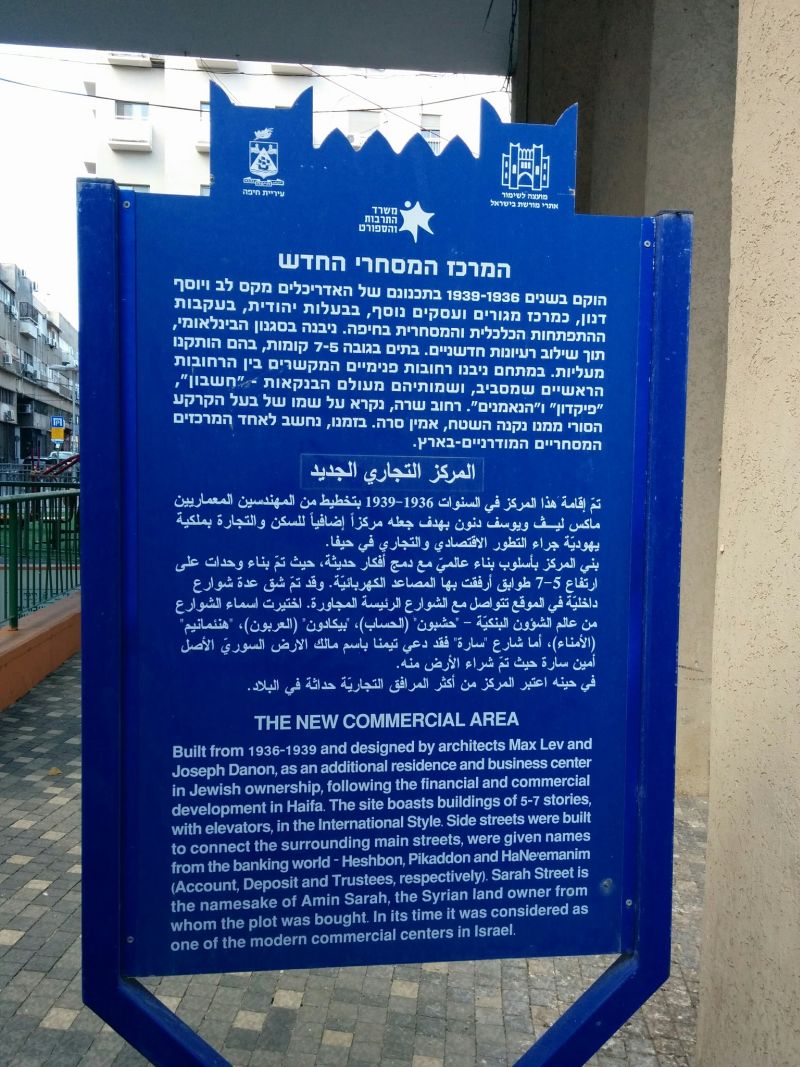 עיריית חיפה
משרד
התרבות
והספורט
מועצה לשימור
אתרי מורשת בישראל
המרכז המסחרי החדש
הוקם בשנים 1939-1936 בתכנונם של האדריכלים מקס לב ויוסף
דנון, כמרכז מגורים ועסקים נוסף, בבעלות יהודית, בעקבות
ההתפתחות הכלכלית והמסחרית בחיפה. ניבנה בסגנון הבינלאומי,
תוך שילוב רעיונות חדשניים. בתים בגובה 7-5 קומות, בהם הותקנו
מעליות. במתחם ניבנו רחובות פנימיים המקשרים בין הרחובות
הראשיים שמסביב, ושמותיהם מעולם הבנקאות - "חשבון",
"פיקדון" ו"הנאמנים". רחוב שרה, נקרא על שמו של בעל הקרקע
הסורי ממנו נקנה השטח, אמין סרה. בזמנו, נחשב לאחד המרכזים
המסחריים המודרניים-בארץ.
المركز التجاري الجديد
تمّ إقامة هذا المركز في السنوات 1936–1939 بتخطيط من المهندسين المعماريين
ماكس ليڤ ويوسف دنون بهدف جعله مركزاً إضافياً للسكن والتجارة بملكية
يهوديّة جراء التطور الاقتصادي والتجاري في حيفا.
بني المركز بأسلوب بناء عالميّ مع دمج أفكار حديثة، حيث تمّ بناء وحدات على
ارتفاع 5–7 طوابق أرفقت بها المصاعد الكهربائيّة. وقد تمّ شق عدة شوارع
داخليّة في الموقع تتواصل مع الشوارع الرئيسة المجاورة. اختيرت اسماء الشوارع
من عالم الشؤون البنكيّة – "حشبون" (الحساب)، "بيكادون" (العربون)، "هنئمانيم"
(الأمناء)، أما شارع "سارة" فقد دعي تيمنا باسم مالك الارض السوريّ الأصل
أمين سارة حيث تمّ شراء الأرض منه.
في حينه اعتبر المركز من أكثر المرافق التجاريّة حداثة في البلاد.
THE NEW COMMERCIAL AREA
Built from 1936-1939 and designed by architects Max Lev and
Joseph Danon, as an additional residence and business center
in Jewish ownership, following the financial and commercial
development in Haifa. The site boasts buildings of 5-7 stories,
with elevators, in the International Style. Side streets were built
to connect the surrounding main streets, were given names
from the banking world - Heshbon, Pikaddon and HaNe'emanim
(Account, Deposit and Trustees, respectively). Sarah Street is
the namesake of Amin Sarah, the Syrian land owner from
whom the plot was bought. In its time it was considered as
one of the modern commercial centers in Israel.